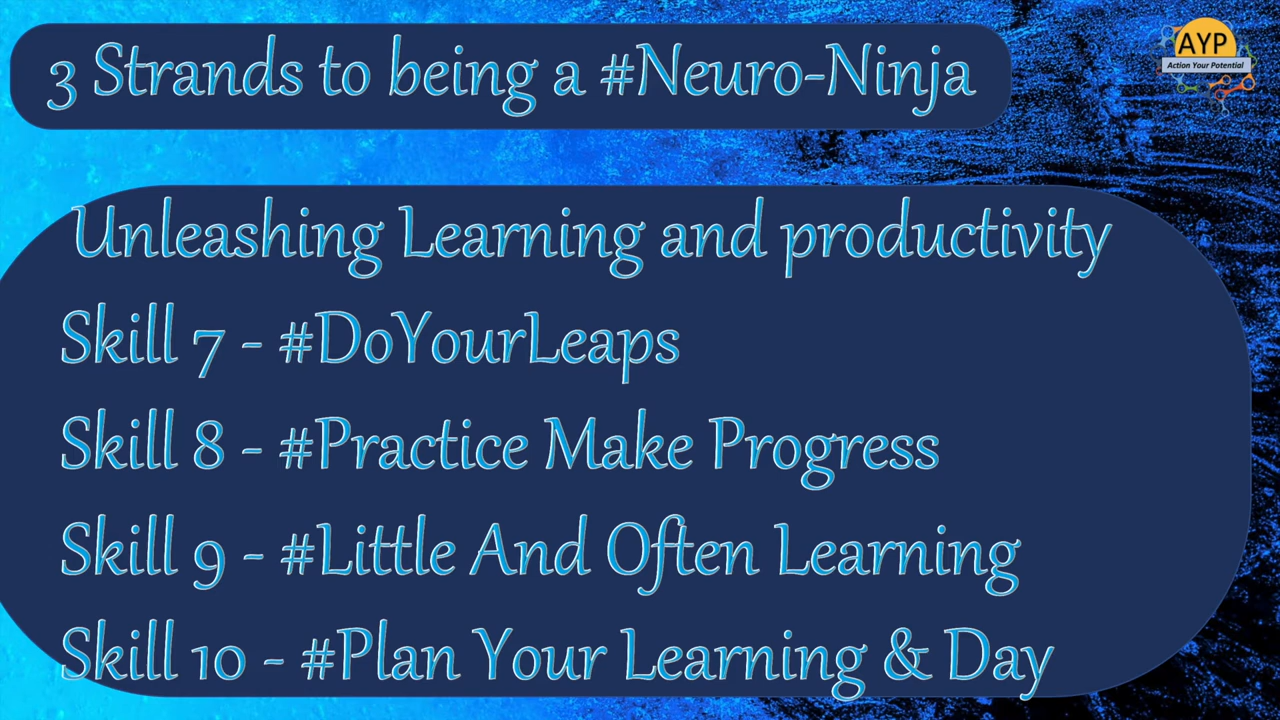 3 Strands to being a #Neuro-Ninja
AYP
Action Your Potential
Unleashing Learning and productivity
Skill 7 - #DoYourLeaps
Skill 8 - #Practice Make Progress
Skill 9 - #Little And Often Learning
Skill 10 - #Plan Your Learning & Day